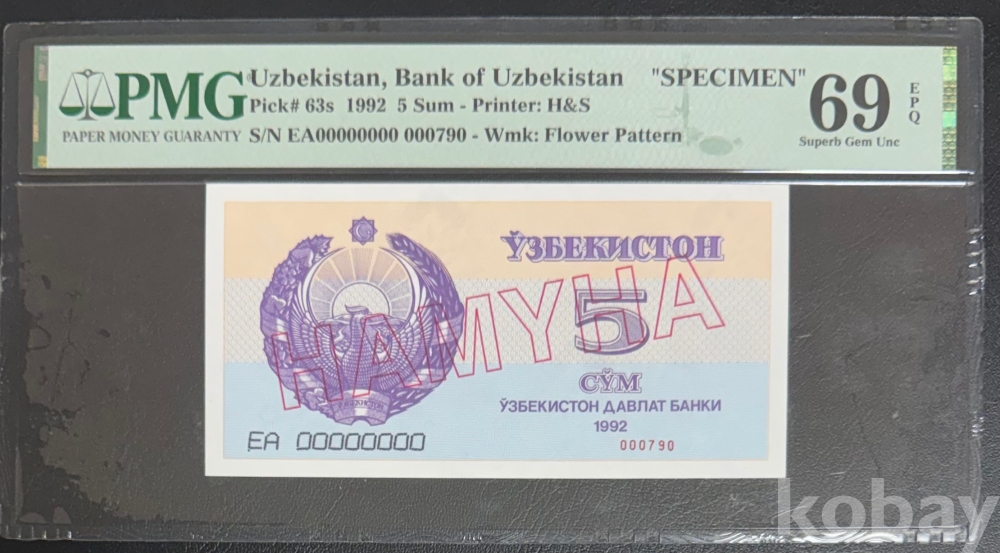 PMG
PAPER MONEY GUARANTY
Uzbekistan, Bank of Uzbekistan "SPECIMEN"
Pick# 63s 1992 5 Sum - Printer: H&S
S/N EA00000000 000790 - Wmk: Flower Pattern
69
EPQ
Superb Gem Unc
ЎЗБЕКИСТОН
НАМУНА
5
СЎМ
ЎЗБЕКИСТОН ДАВЛАТ БАНКИ
1992
ЎЗБЕКИСТОН
EA 00000000
000790
kobay